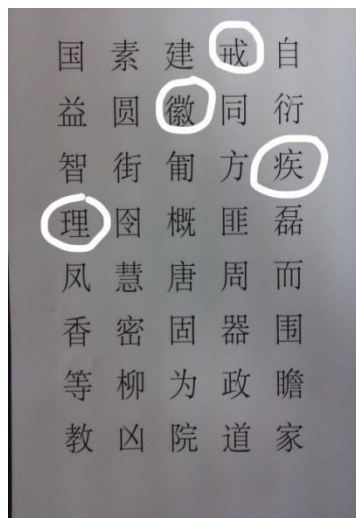 国素建戒自
益圆徽同衍
智街匍方疾
理囹概匪磊
凤慧唐周而
香密固器围
等柳为政瞻
教凶院道家